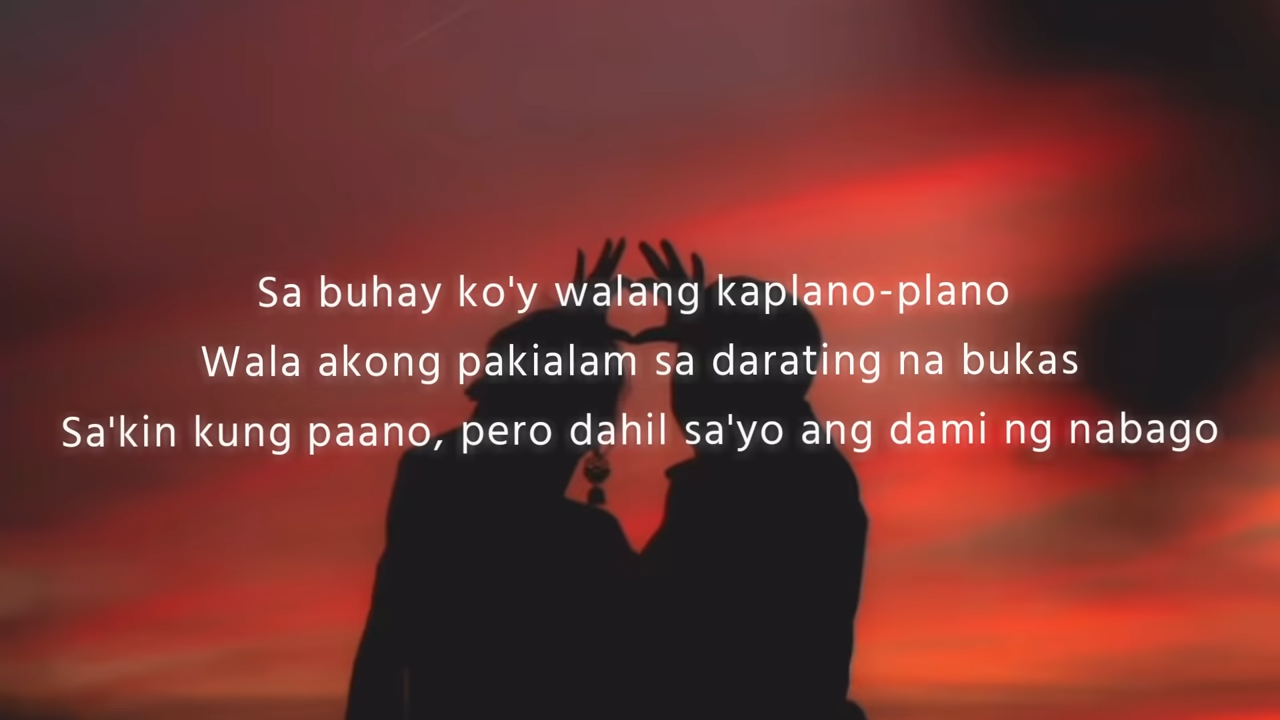 Sa buhay ko'y walang kaplano-plano
Wala akong pakialam sa darating na bukas
Sa'kin kung paano, pero dahil sa'yo ang dami ng nabago